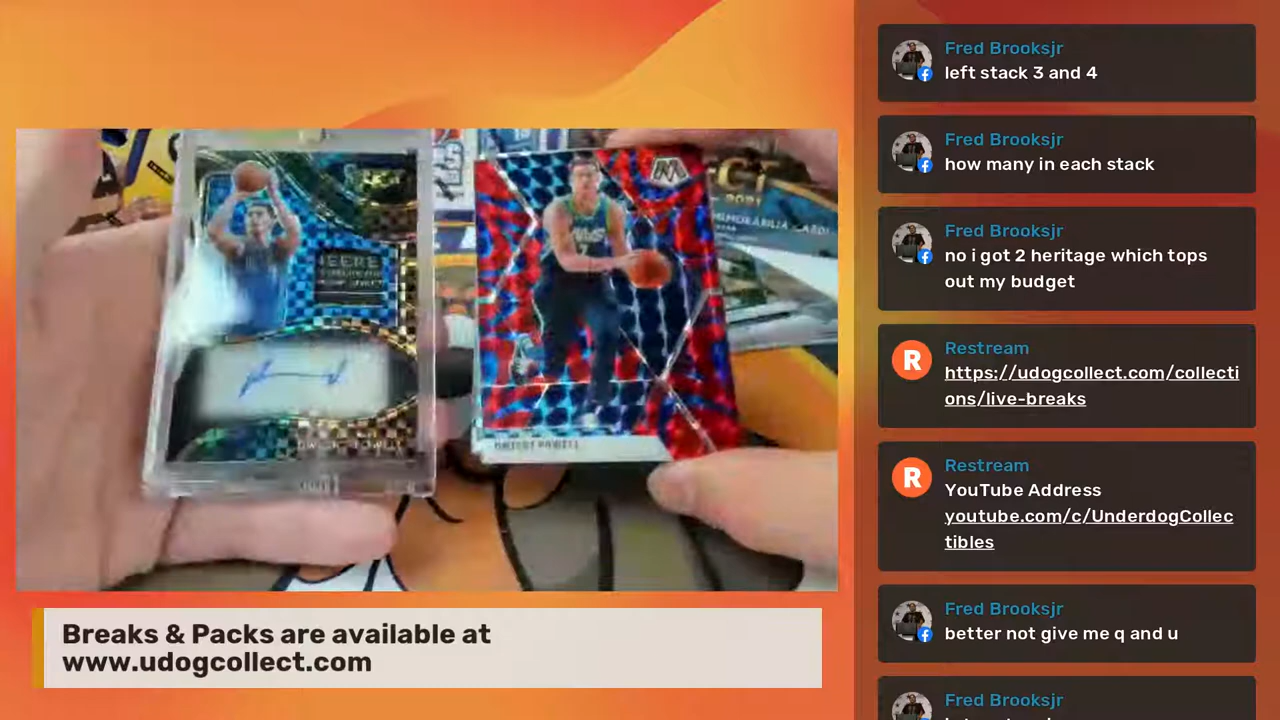 Fred Brooksjr
left stack 3 and 4
Fred Brooksjr
how many in each stack
Fred Brooksjr
no i got 2 heritage which tops
out my budget
Restream
https://udogcollect.com/collecti
ons/live-breaks
Restream
YouTube Address
youtube.com/c/UnderdogCollec
tibles
Fred Brooksjr
better not give me q and u
Fred Brooksjr
DWIGHT POWELL
Breaks & Packs are available at
www.udogcollect.com